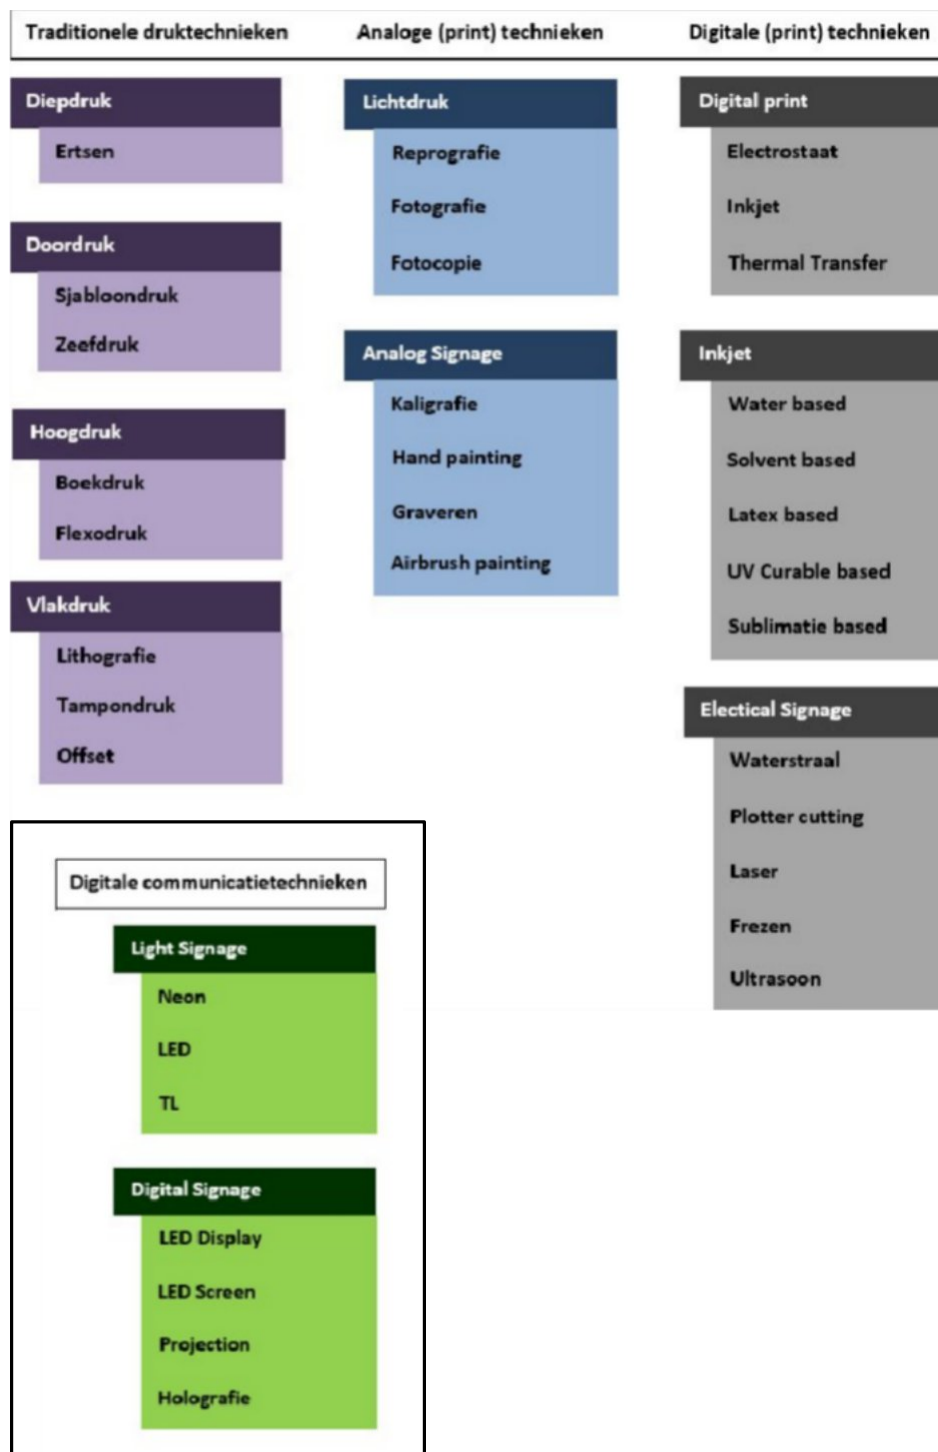 Traditionele druktechnieken
Diepdruk
Ertsen
Doordruk
Sjabloondruk
Zeefdruk
Hoogdruk
Boekdruk
Flexodruk
Vlakdruk
Lithografie
Tampondruk
Offset
Analoge (print) technieken
Lichtdruk
Reprografie
Fotografie
Fotocopie
Analog Signage
Kaligrafie
Hand painting
Graveren
Airbrush painting
Digitale (print) technieken
Digital print
Electrostaat
Inkjet
Thermal Transfer
Inkjet
Water based
Solvent based
Latex based
UV Curable based
Sublimatie based
Electical Signage
Waterstraal
Plotter cutting
Laser
Frezen
Ultrasoon
Digitale communicatietechnieken
Light Signage
Neon
LED
TL
Digital Signage
LED Display
LED Screen
Projection
Holografie